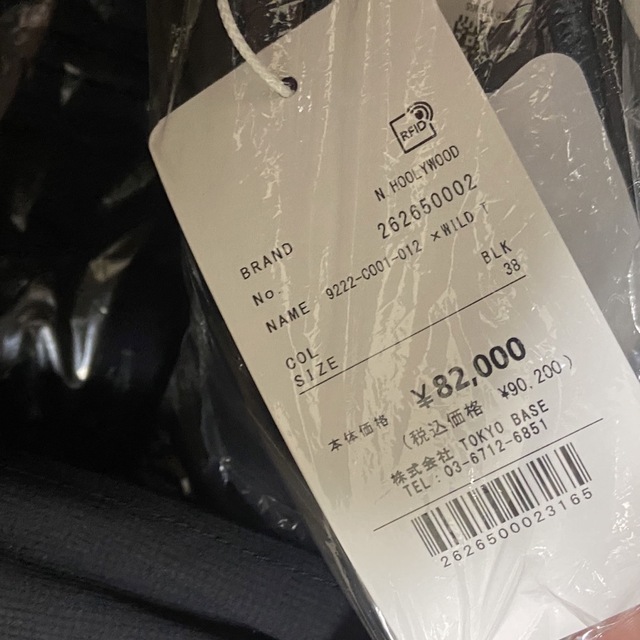 RFID
BRAND N HOOLYWOOD
No. 262650002
NAME 9222-CO01-012 ×WILD T
COL BLK
SIZE 38
本体価格 ¥82,000
(税込価格 ¥90,200)
株式会社 TOKYO BASE
TEL:03-6712-6851
2626500023165